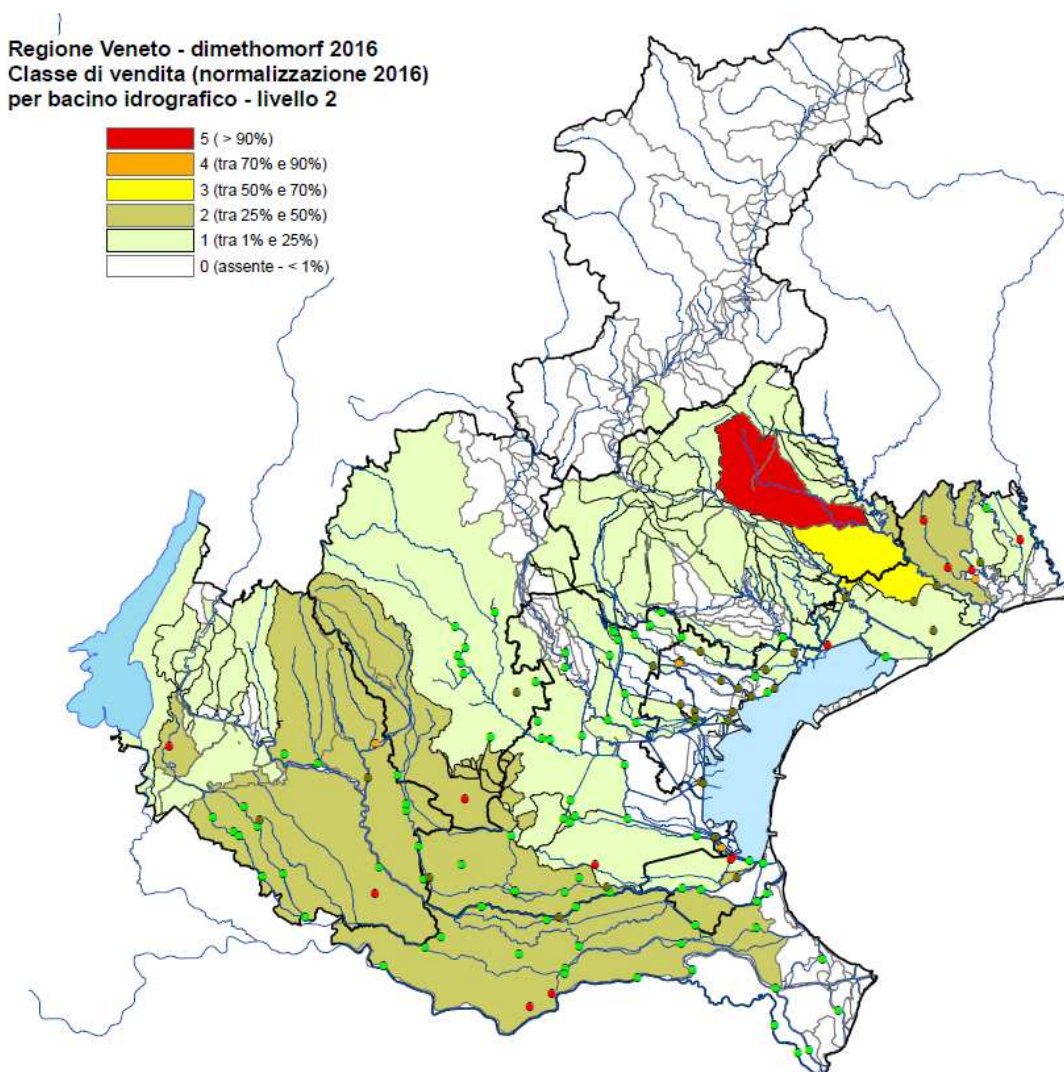 Regione Veneto - dimethomorf 2016
Classe di vendita (normalizzazione 2016)
per bacino idrografico - livello 2
5 ( > 90%)
4 (tra 70% e 90%)
3 (tra 50% e 70%)
2 (tra 25% e 50%)
1 (tra 1% e 25%)
0 (assente - < 1%)